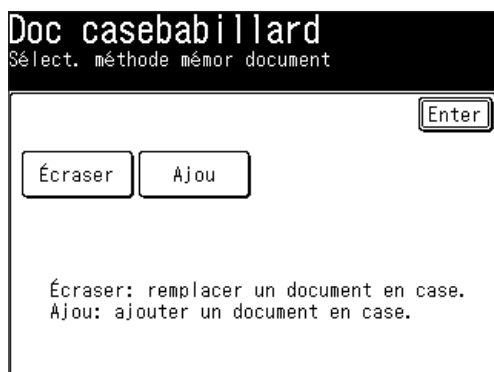 Doc casebabillard
Sélect. méthode mémor document
Enter
Écraser Ajou
Écraser: remplacer un document en case.
Ajou: ajouter un document en case.